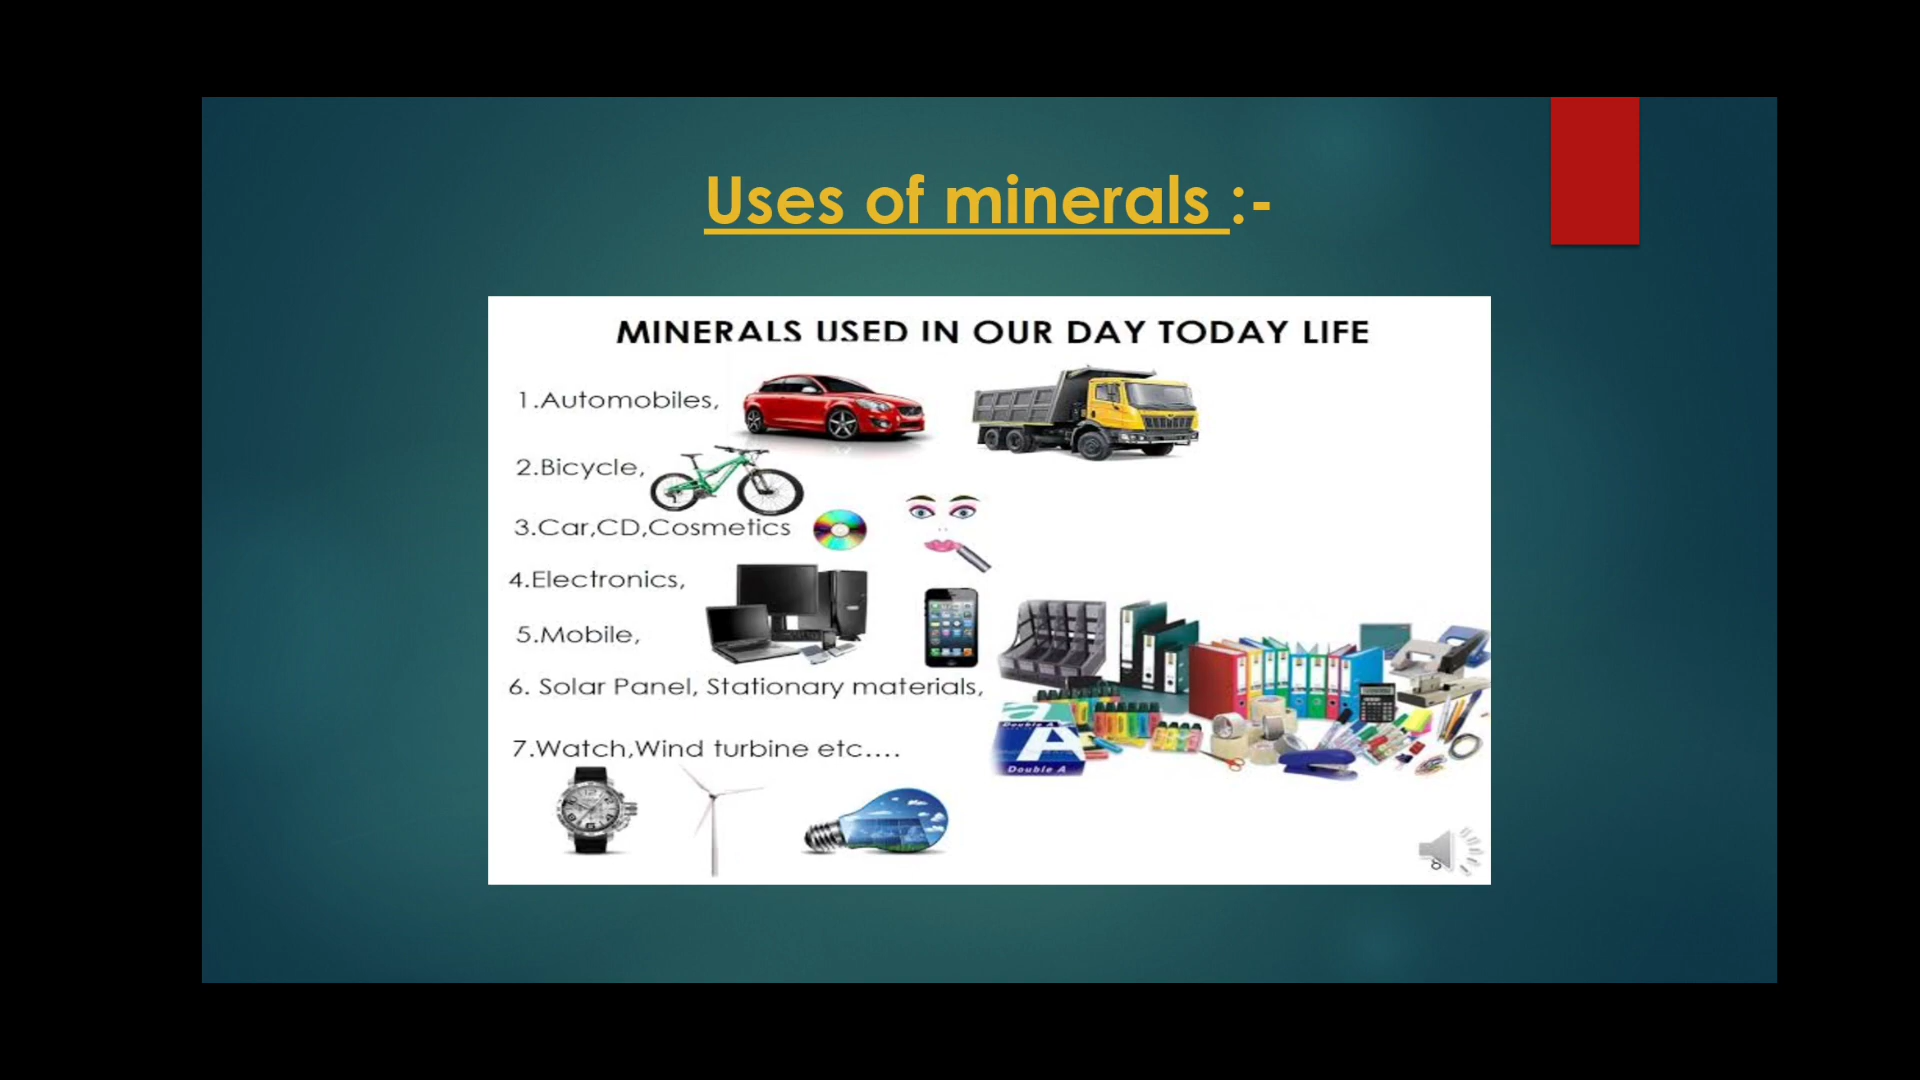 Uses of minerals :-
MINERALS USED IN OUR DAY TODAY LIFE
1.Automobiles,
2.Bicycle,
3.Car,CD,Cosmetics
4.Electronics,
5.Mobile,
6. Solar Panel, Stationary materials,
Double A
A
Double A
7.Watch,Wind turbine etc....